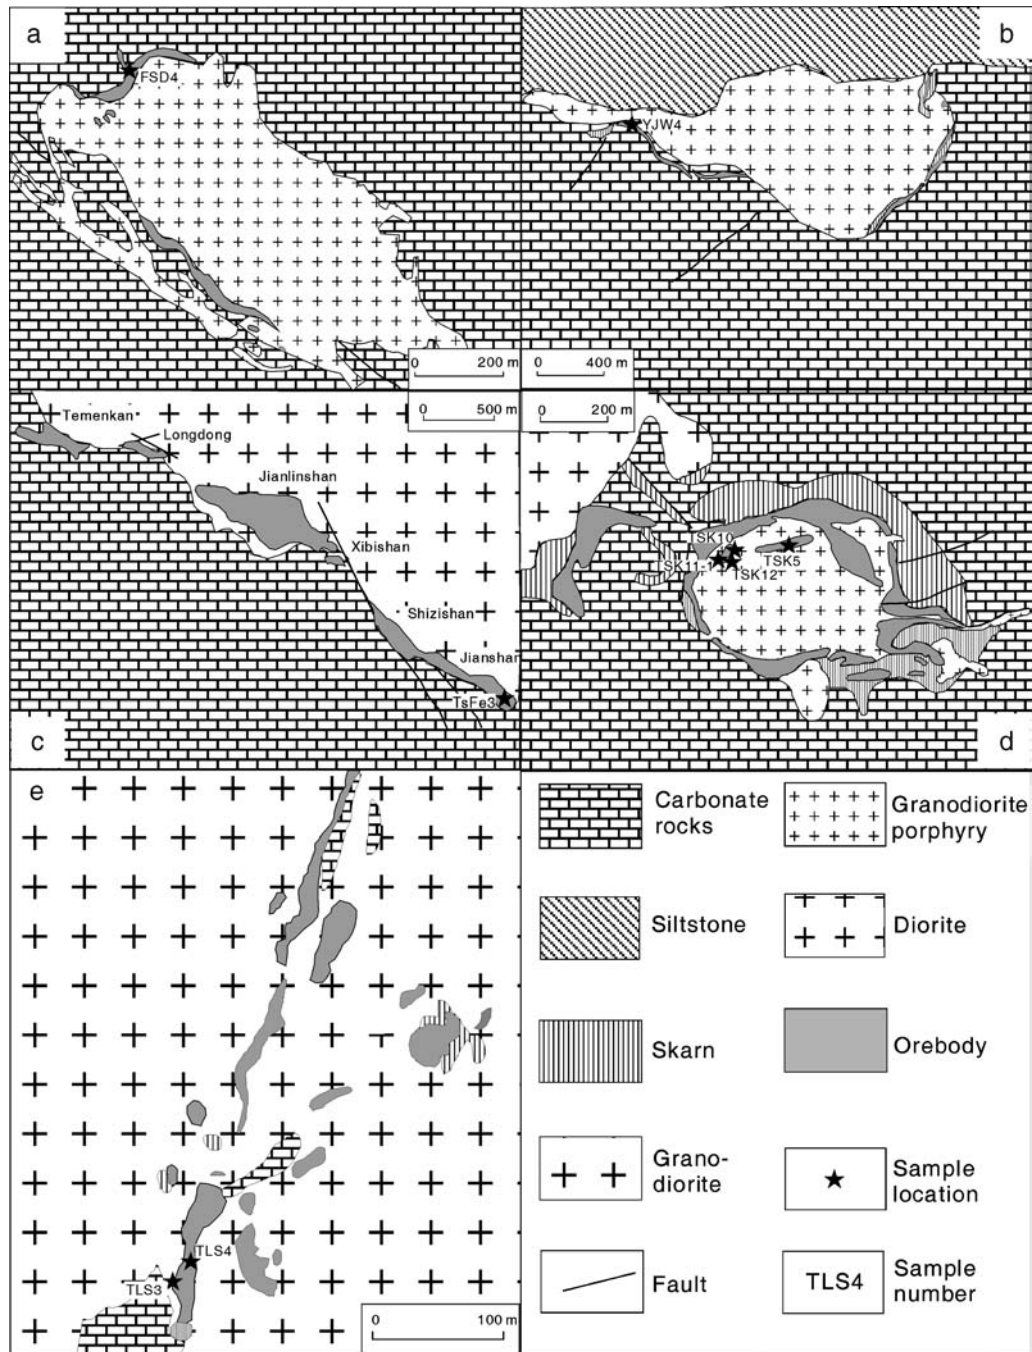 a
FSD4
0 200 m
b
YJW4
0 400 m
Temenkan
Longdong
Jianlinshan
Xibishan
Shizishan
Jianshan
TsFe3
0 500 m
c
0 200 m
TSK10
TSK11-1
TSK12
TSK5
d
e
TLS4
TLS3
0 100 m
Carbonate
rocks
Granodiorite
porphyry
Siltstone
Diorite
Skarn
Orebody
Grano-
diorite
Sample
location
Fault
TLS4
Sample
number